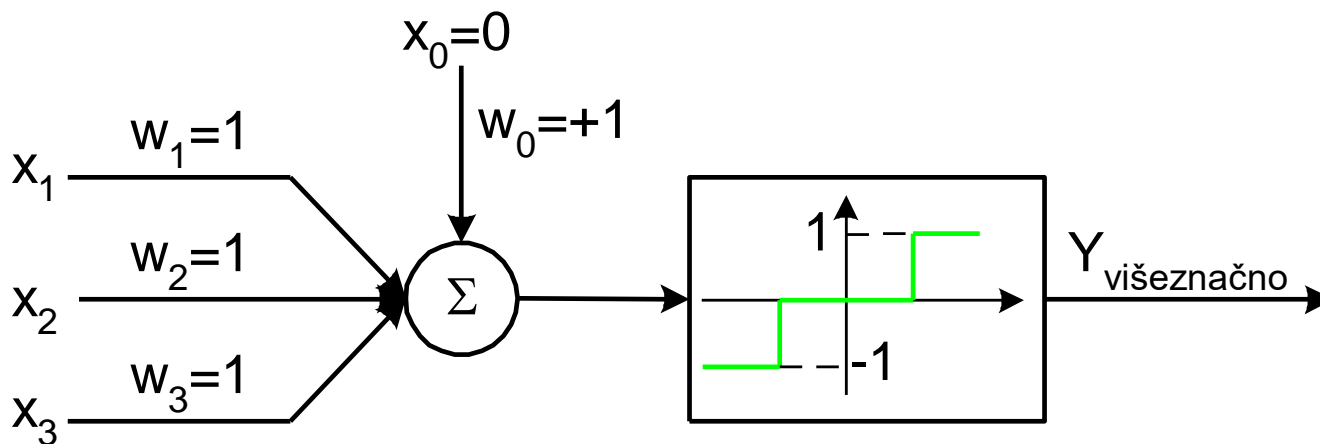 x0=0
w0=+1
w1=1
x1
w2=1
x2
w3=1
x3
Σ
1
-1
Yvišeznačno